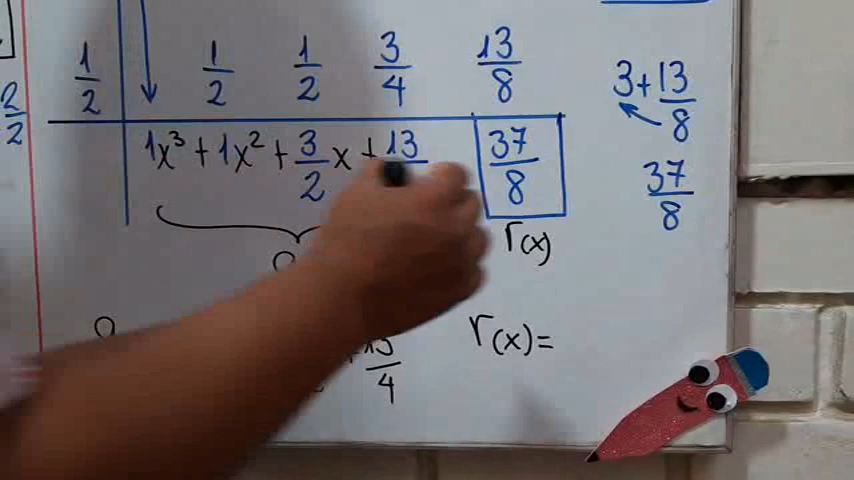 1/2 1/2 1/2 3/4 13/8
1x³ + 1x² + 3/2 x + 13 37/8
2/2
3 + 13/8
37/8
r(x)
r(x) =
13/4